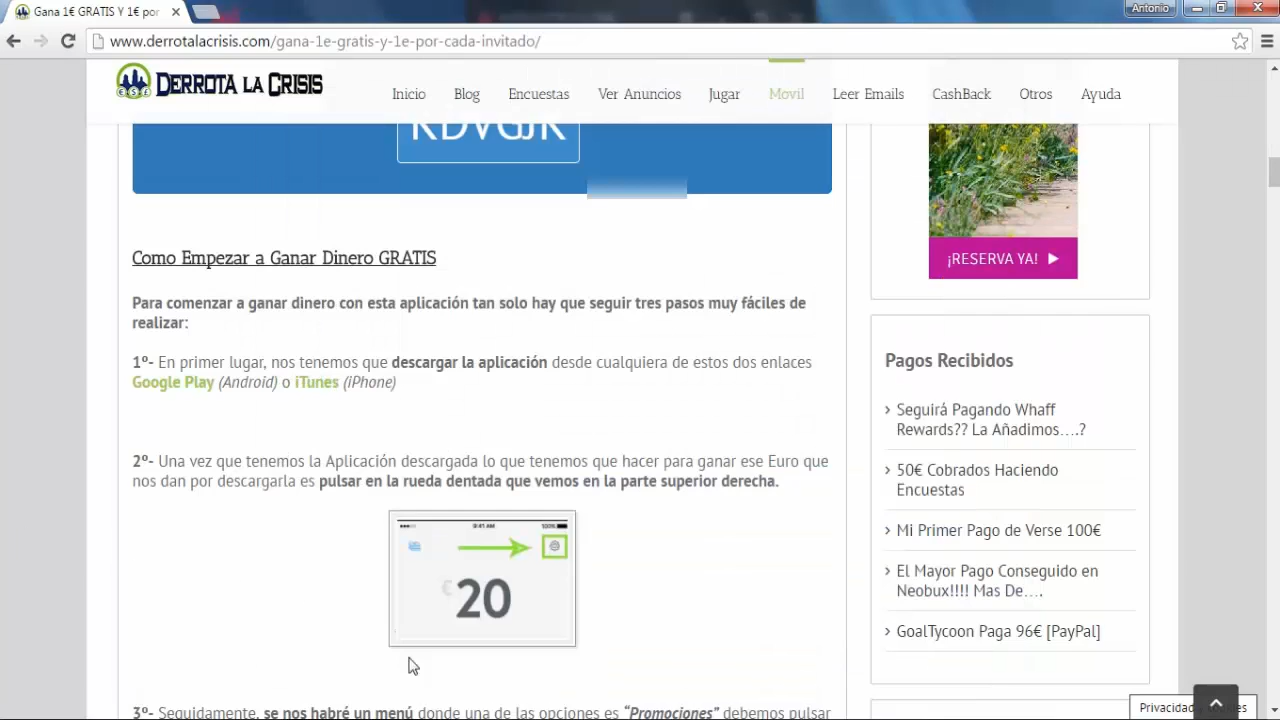 Gana 1€ GRATIS Y 1€ por
Antonio
www.derrotalacrisis.com/gana-1e-gratis-y-1e-por-cada-invitado/
DERROTA LA CRISIS
Inicio Blog Encuestas Ver Anuncios Jugar Movil Leer Emails CashBack Otros Ayuda
Como Empezar a Ganar Dinero GRATIS
Para comenzar a ganar dinero con esta aplicación tan solo hay que seguir tres pasos muy fáciles de
realizar:
1º- En primer lugar, nos tenemos que descargar la aplicación desde cualquiera de estos dos enlaces
Google Play (Android) o iTunes (iPhone)
2º- Una vez que tenemos la Aplicación descargada lo que tenemos que hacer para ganar ese Euro que
nos dan por descargarla es pulsar en la rueda dentada que vemos en la parte superior derecha.
9:41 AM
100%
€20
3º- Seguidamente, se nos habré un menú donde una de las opciones es “Promociones” debemos pulsar
¡RESERVA YA!
Pagos Recibidos
Seguirá Pagando Whaff
Rewards?? La Añadimos….?
50€ Cobrados Haciendo
Encuestas
Mi Primer Pago de Verse 100€
El Mayor Pago Conseguido en
Neobux!!!! Mas De….
GoalTycoon Paga 96€ [PayPal]